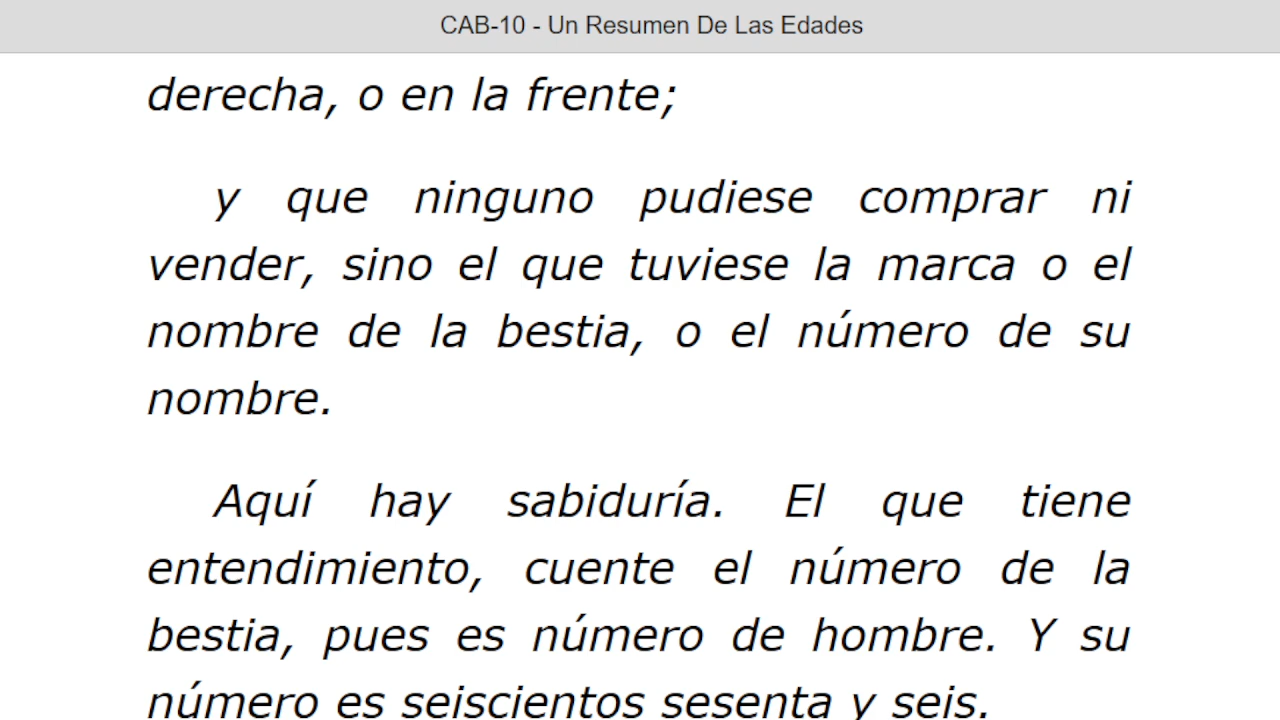 CAB-10 - Un Resumen De Las Edades
derecha, o en la frente;
y que ninguno pudiese comprar ni
vender, sino el que tuviese la marca o el
nombre de la bestia, o el número de su
nombre.
Aquí hay sabiduría. El que tiene
entendimiento, cuente el número de la
bestia, pues es número de hombre. Y su
número es seiscientos sesenta y seis.